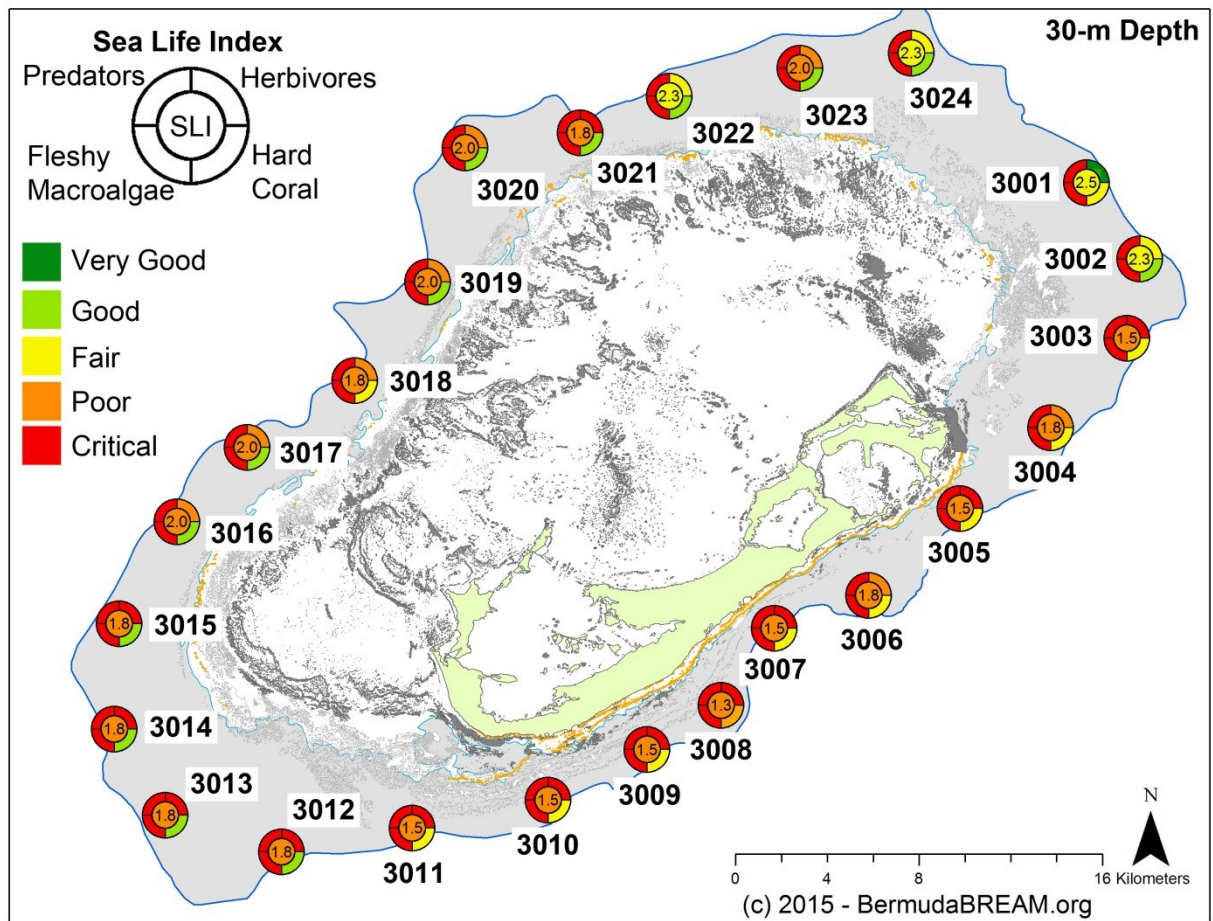 Sea Life Index
30-m Depth
Predators
Herbivores
SLI
Fleshy
Macroalgae
Hard
Coral
Very Good
Good
Fair
Poor
Critical
2.3
3024
2.0
3023
2.3
3022
1.8
3021
2.0
3020
2.5
3001
2.3
3002
1.5
3003
1.8
3004
1.5
3005
1.8
3006
1.5
3007
1.3
3008
1.5
3009
1.5
3010
1.5
3011
1.8
3012
1.8
3013
1.8
3014
1.8
3015
2.0
3016
2.0
3017
1.8
3018
2.0
3019
N
0 4 8 16 Kilometers
(c) 2015 - BermudaBREAM.org